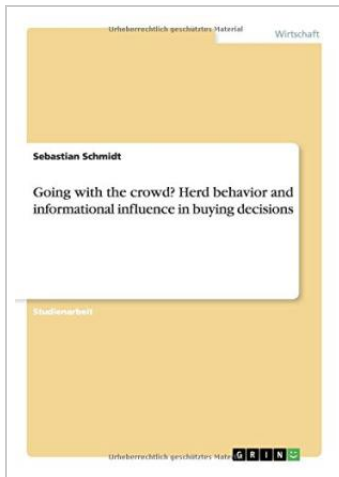 Urheberrechtlich geschütztes Material
Wirtschaft
Sebastian Schmidt
Going with the crowd? Herd behavior and
informational influence in buying decisions
Studienarbeit
Urheberrechtlich geschütztes Mater
GRIN